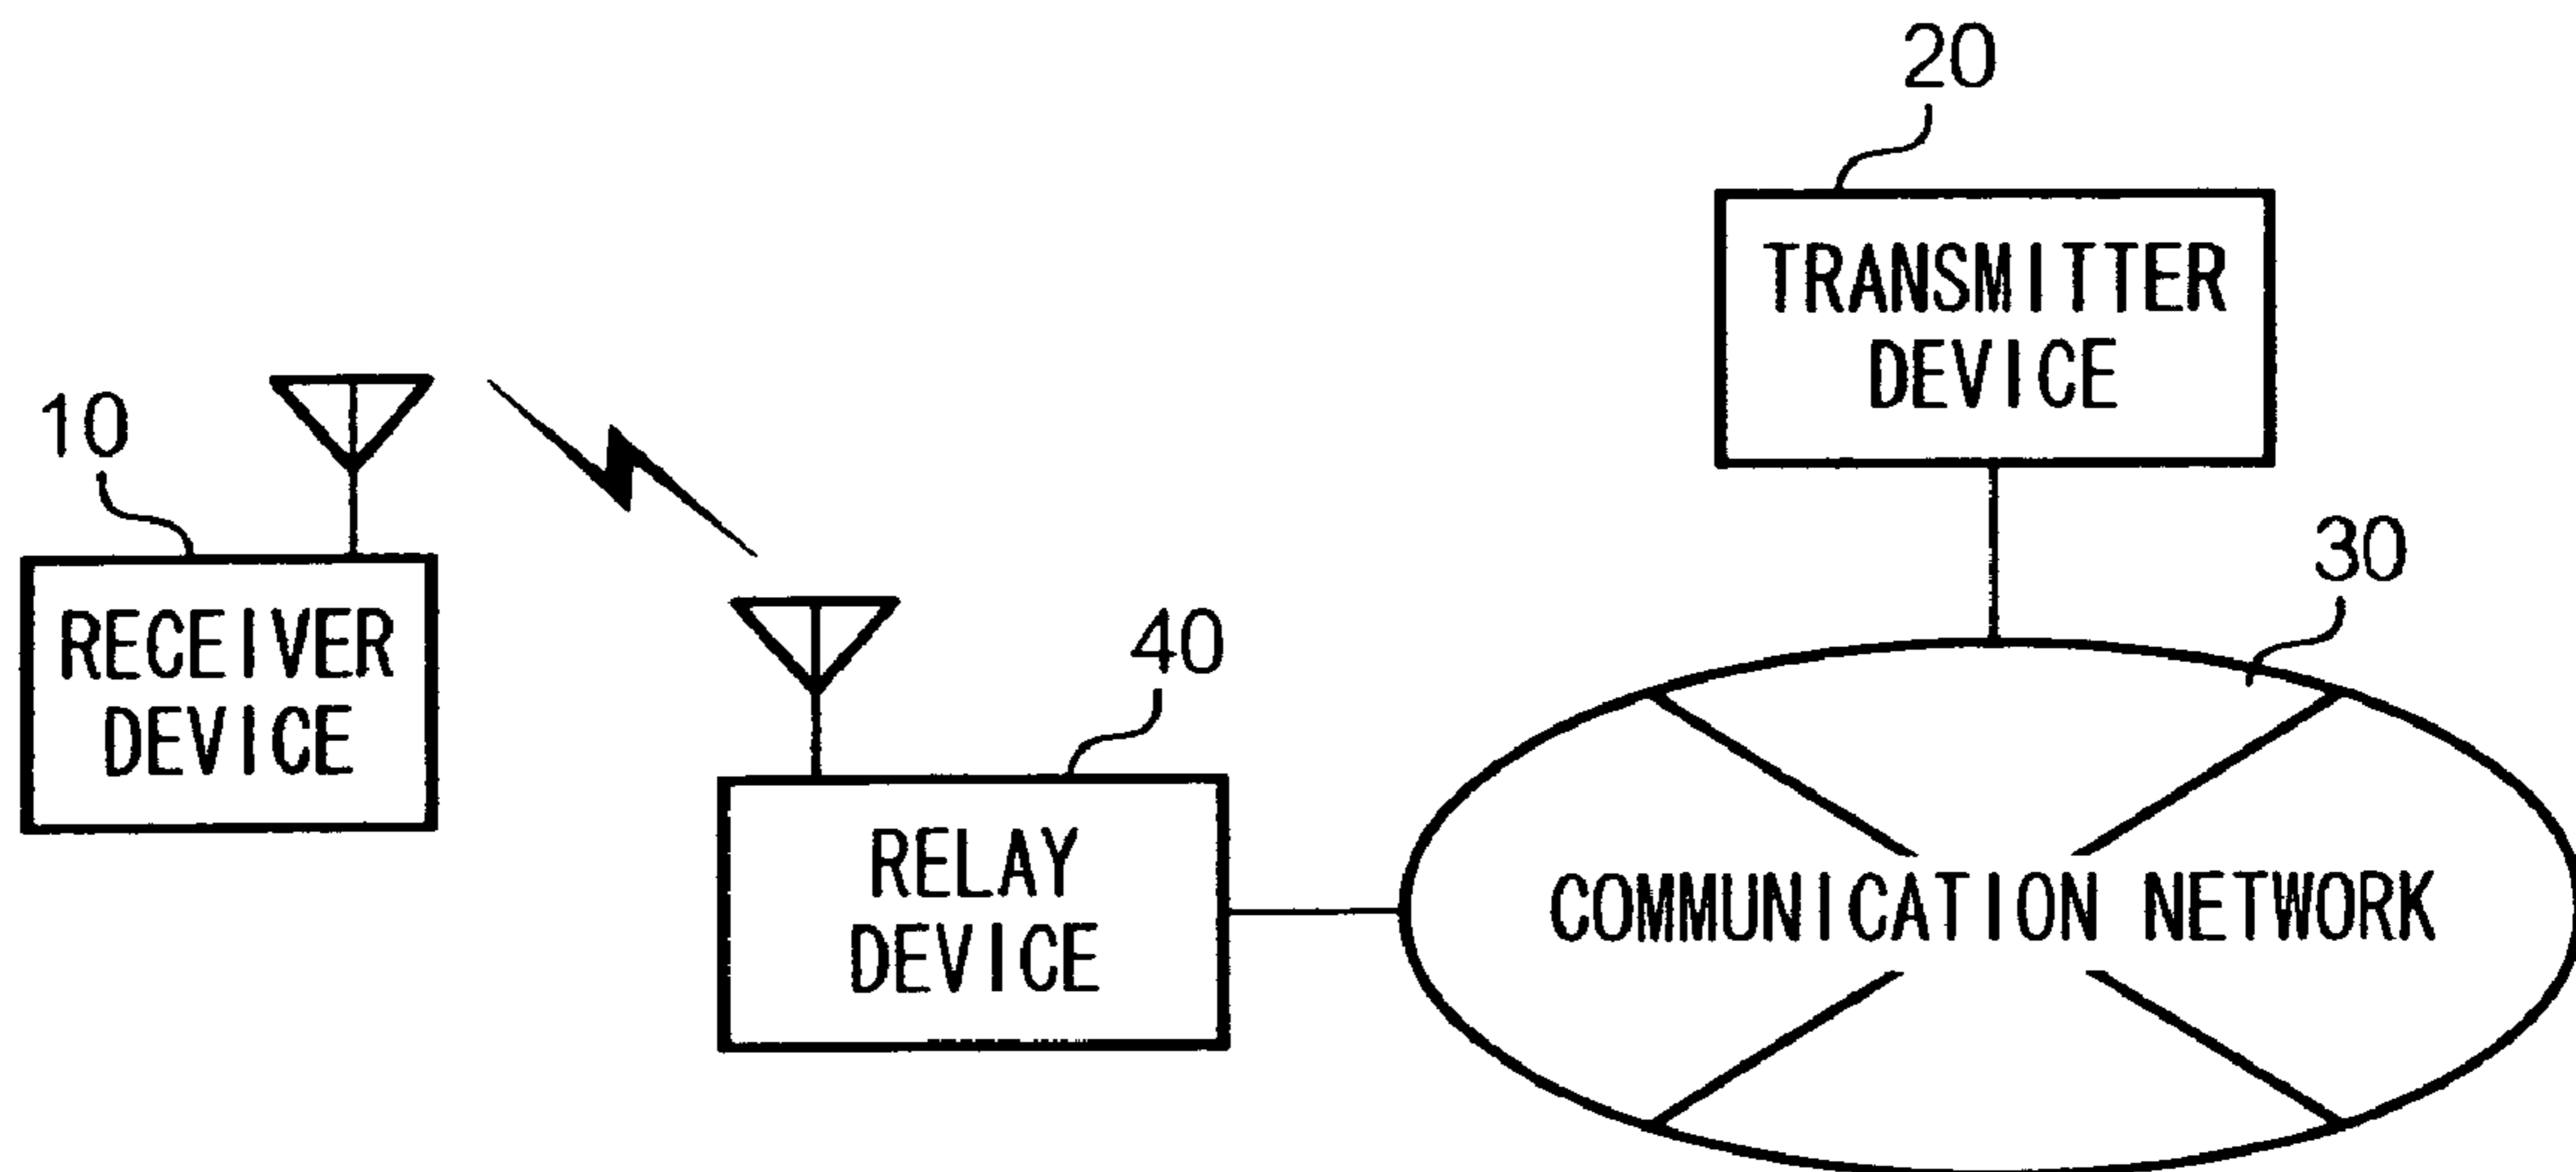 20
TRANSMITTER
DEVICE
10
30
RECEIVER
DEVICE
40
RELAY
DEVICE
COMMUNICATION NETWORK